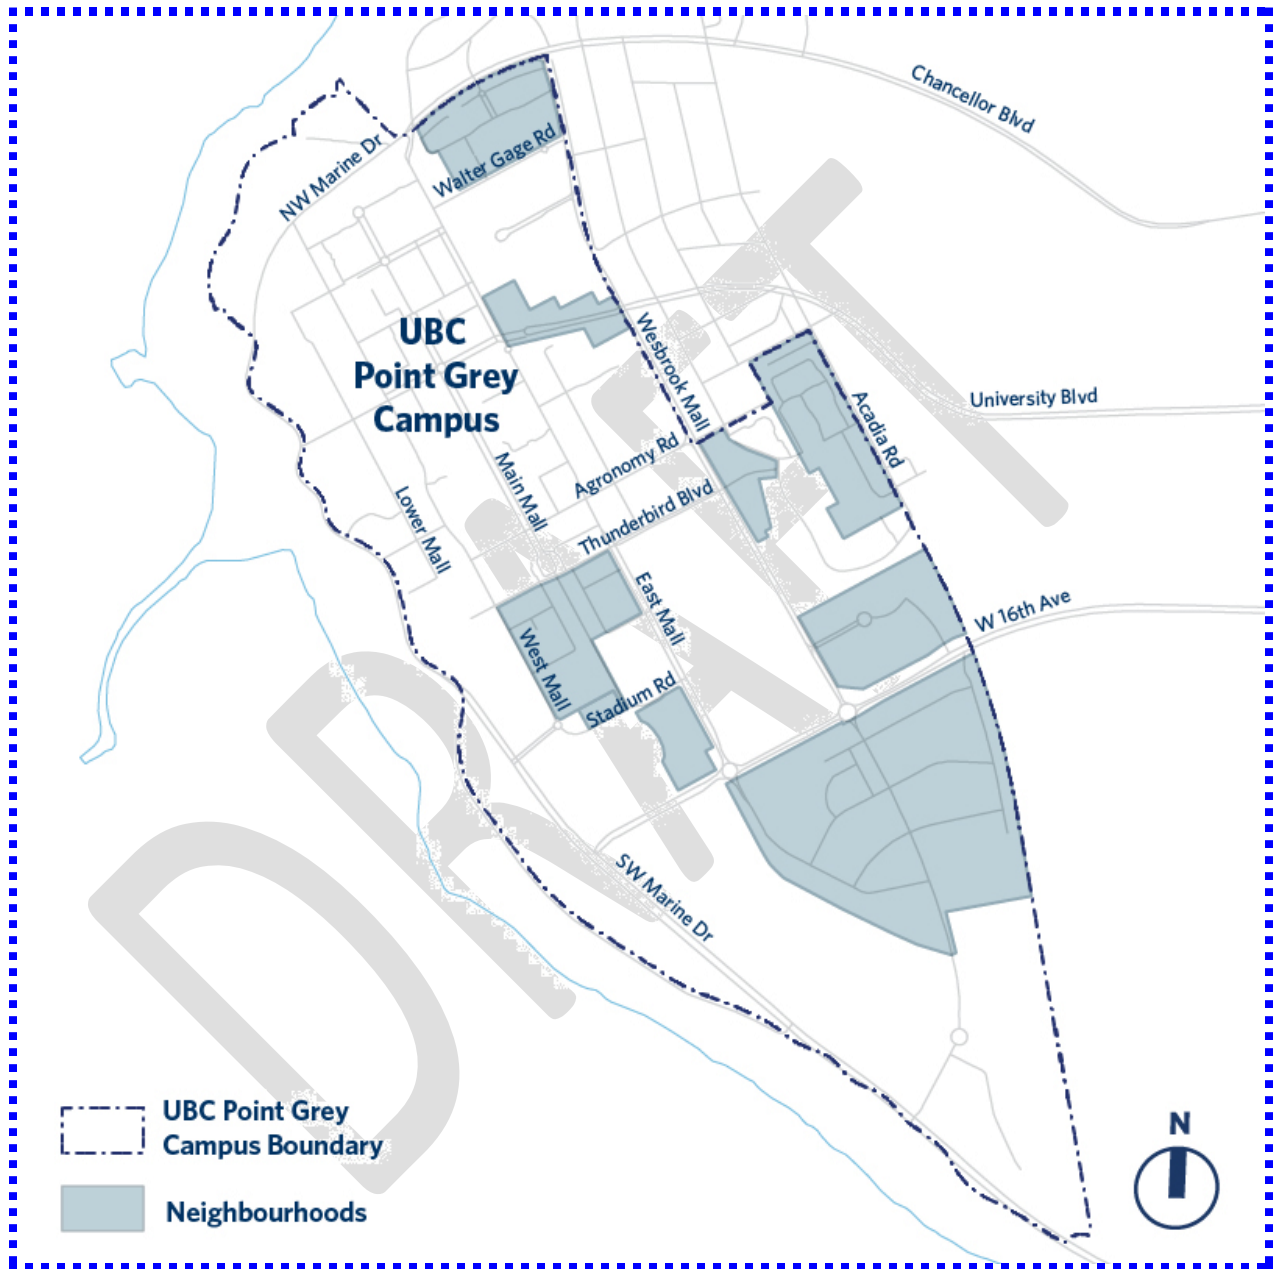 Chancellor Blvd
NW Marine Dr
Walter Gage Rd
UBC
Point Grey
Campus
Wesbrook Mall
University Blvd
Acadia Rd
Agronomy Rd
Main Mall
Lower Mall
Thunderbird Blvd
East Mall
W 16th Ave
West Mall
Stadium Rd
SW Marine Dr
DRAFT
UBC Point Grey
Campus Boundary
Neighbourhoods
N